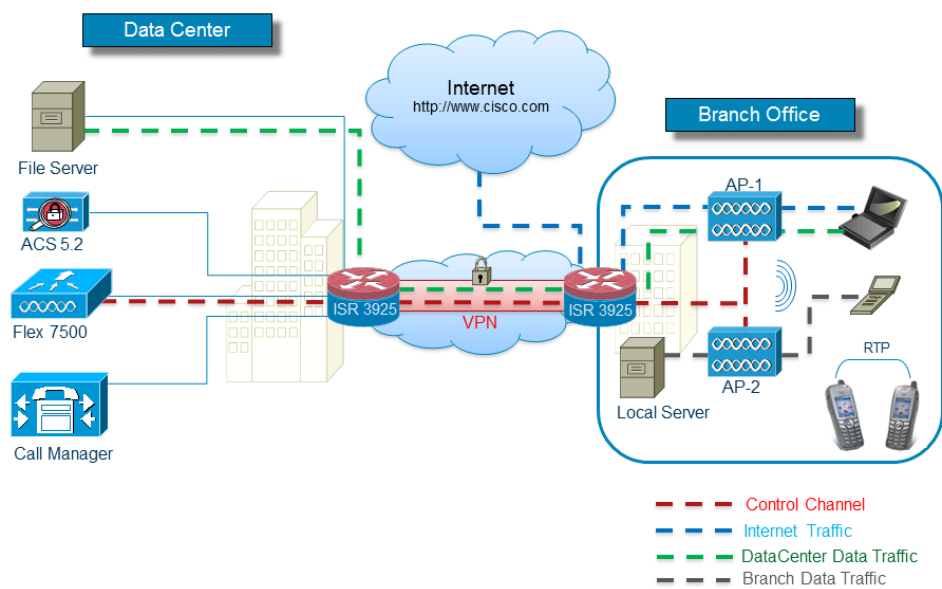 Data Center
Internet
http://www.cisco.com
Branch Office
File Server
AP-1
ACS 5.2
ISR 3925
ISR 3925
VPN
Flex 7500
RTP
AP-2
Local Server
Call Manager
Control Channel
Internet Traffic
DataCenter Data Traffic
Branch Data Traffic